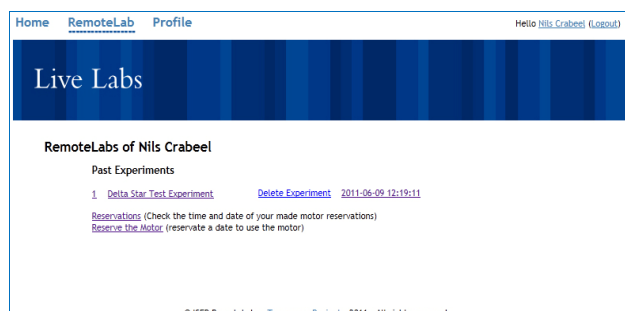 Home RemoteLab Profile Hello Nils Crabeel (Logout)
Live Labs
RemoteLabs of Nils Crabeel
Past Experiments
1 Delta Star Test Experiment Delete Experiment 2011-06-09 12:19:11
Reservations (Check the time and date of your made motor reservations)
Reserve the Motor (reservate a date to use the motor)